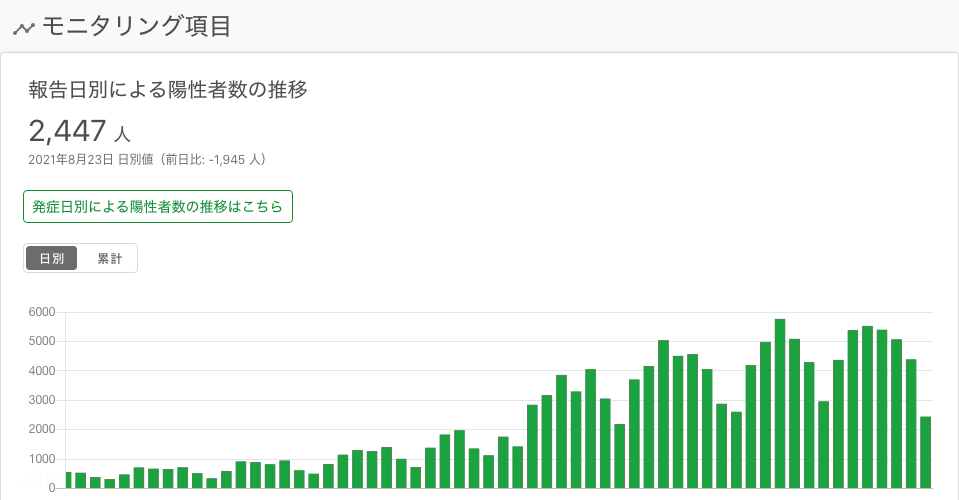 モニタリング項目
報告日別による陽性者数の推移
2,447 人
2021年8月23日 日別値（前日比: -1,945 人）
発症日別による陽性者数の推移はこちら
日別 累計
6000
5000
4000
3000
2000
1000
0